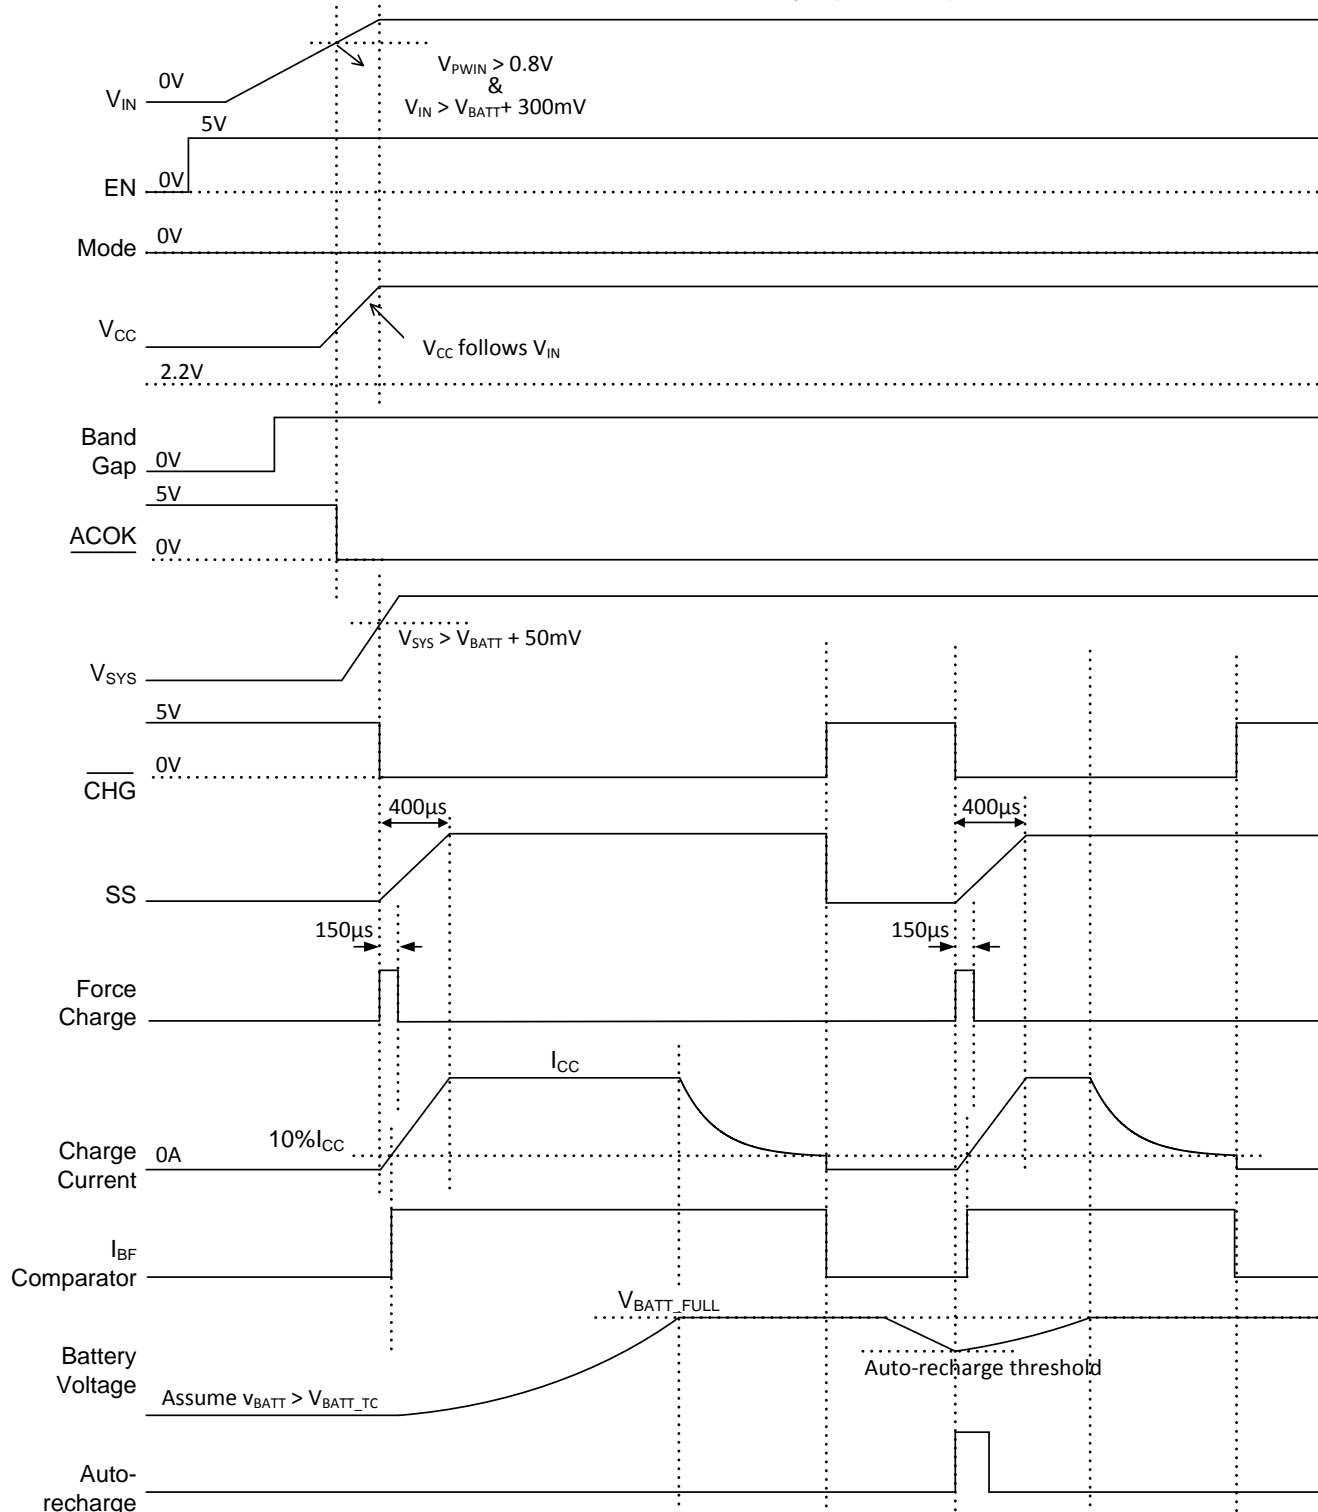 V_PWIN > 0.8V
&
V_IN > V_BATT + 300mV
0V
V_IN
5V
0V
EN
0V
Mode
V_CC
V_CC follows V_IN
2.2V
Band
Gap
0V
5V
ACOK
0V
V_SYS > V_BATT + 50mV
V_SYS
5V
0V
CHG
400µs
400µs
SS
150µs
150µs
Force
Charge
I_CC
10%I_CC
Charge
Current
0A
I_BF
Comparator
V_BATT_FULL
Battery
Voltage
Auto-recharge threshold
Assume v_BATT > V_BATT_TC
Auto-
recharge